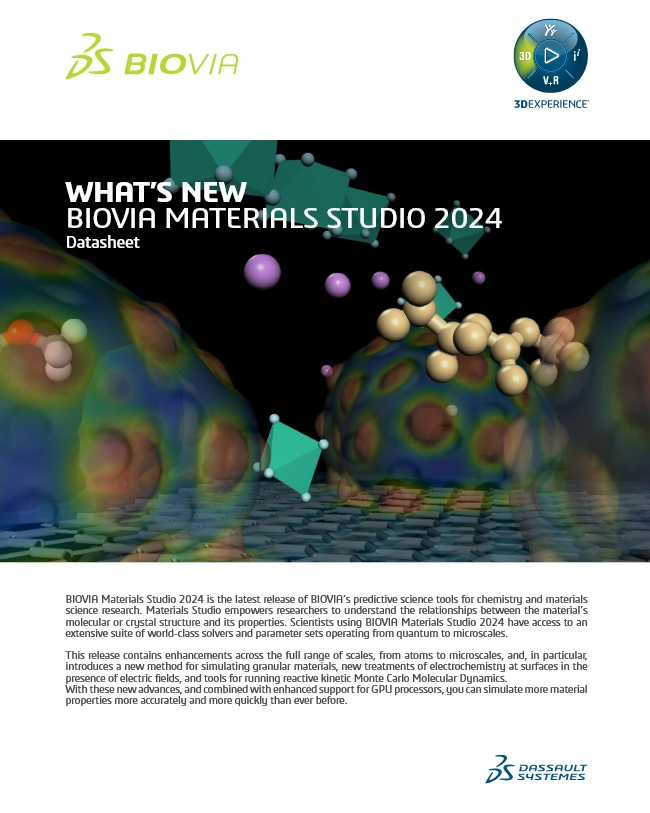 BIOVIA
3D
V+R
3DEXPERIENCE
WHAT'S NEW
BIOVIA MATERIALS STUDIO 2024
Datasheet
BIOVIA Materials Studio 2024 is the latest release of BIOVIA's predictive science tools for chemistry and materials
science research. Materials Studio empowers researchers to understand the relationships between the material's
molecular or crystal structure and its properties. Scientists using BIOVIA Materials Studio 2024 have access to an
extensive suite of world-class solvers and parameter sets operating from quantum to microscales.
This release contains enhancements across the full range of scales, from atoms to microscales, and, in particular,
introduces a new method for simulating granular materials, new treatments of electrochemistry at surfaces in the
presence of electric fields, and tools for running reactive kinetic Monte Carlo Molecular Dynamics.
With these new advances, and combined with enhanced support for GPU processors, you can simulate more material
properties more accurately and more quickly than ever before.
DASSAULT
SYSTEMES